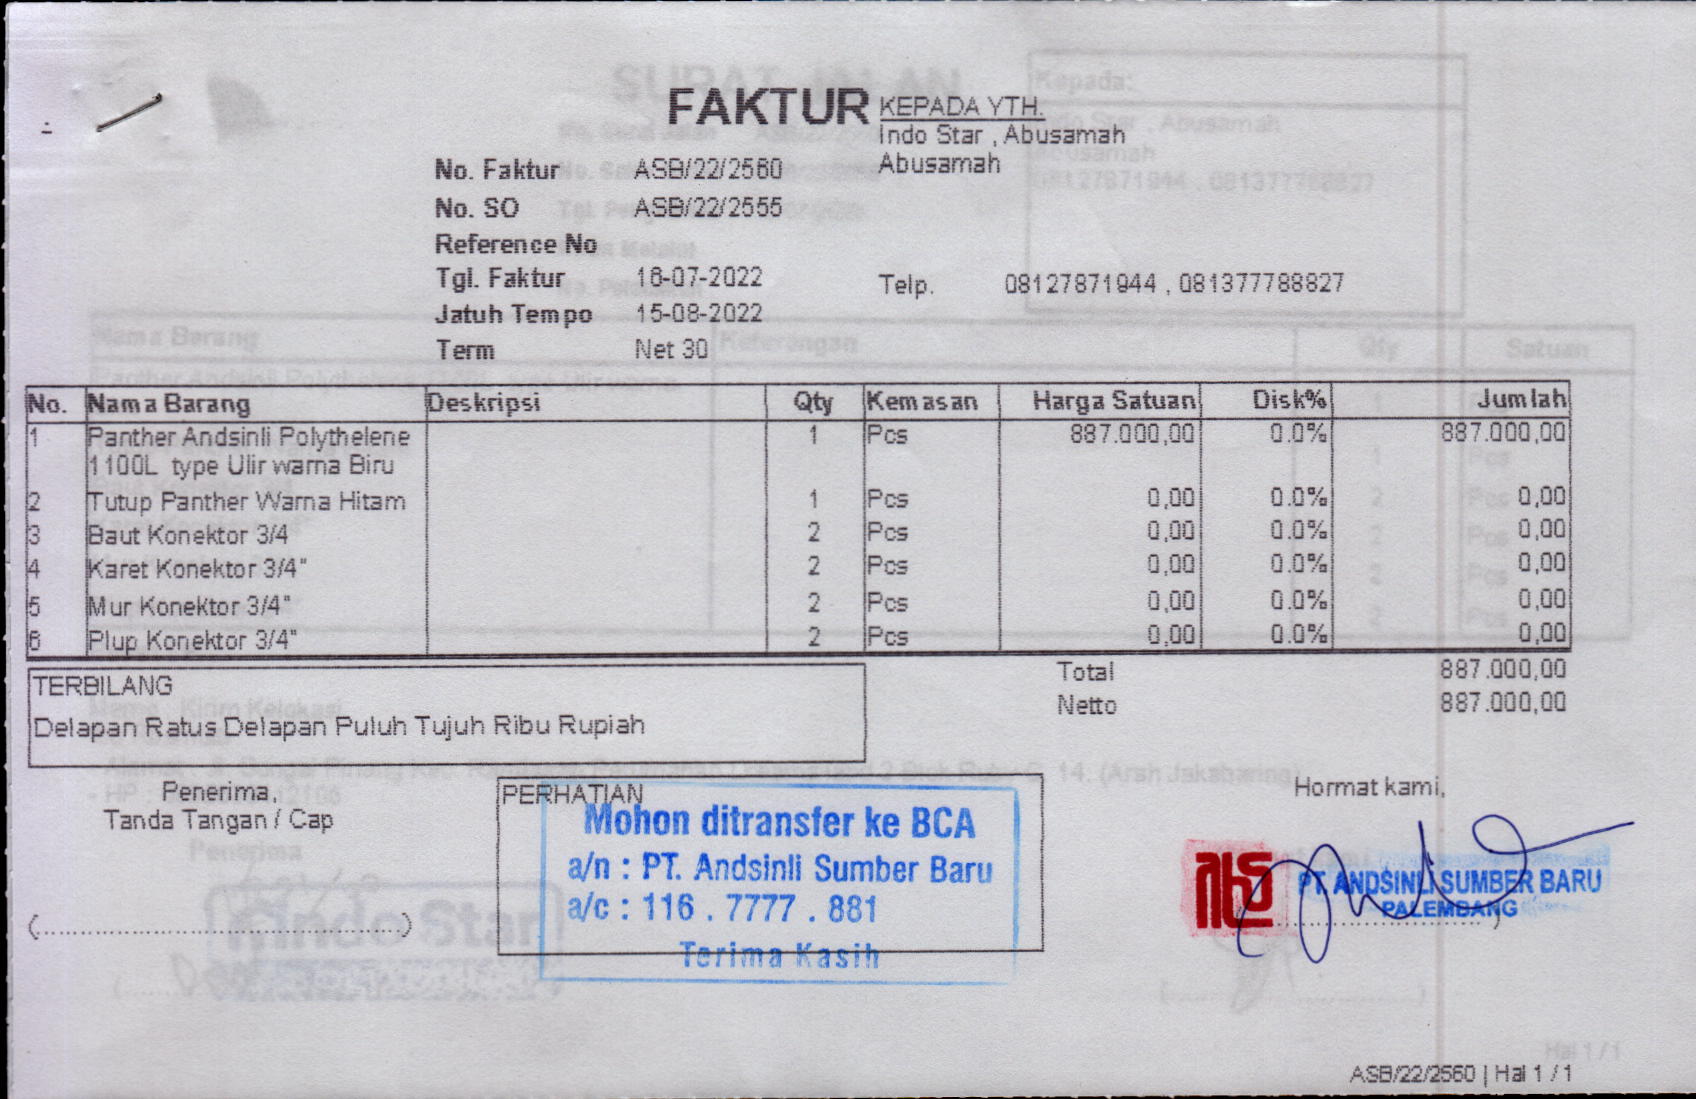 FAKTUR
KEPADA YTH.
Indo Star , Abusamah
Abusamah
No. Faktur ASB/22/2560
No. SO ASB/22/2555
Reference No
Tgl. Faktur 16-07-2022
Telp. 08127871944 , 081377788827
Jatuh Tempo 15-08-2022
Term Net 30
No. Nama Barang Deskripsi Qty Kemasan Harga Satuan Disk% Jumlah
1 Panther Andsinli Polythelene 1 Pcs 887.000,00 0.0% 887.000,00
1100L type Ulir warna Biru
2 Tutup Panther Warna Hitam 1 Pcs 0,00 0.0% 0,00
3 Baut Konektor 3/4 2 Pcs 0,00 0.0% 0,00
4 Karet Konektor 3/4" 2 Pcs 0,00 0.0% 0,00
5 Mur Konektor 3/4" 2 Pcs 0,00 0.0% 0,00
6 Plup Konektor 3/4" 2 Pcs 0,00 0.0% 0,00
Total 887.000,00
Netto 887.000,00
TERBILANG
Delapan Ratus Delapan Puluh Tujuh Ribu Rupiah
Penerima,
Tanda Tangan / Cap
(........................................)
PERHATIAN
Mohon ditransfer ke BCA
a/n : PT. Andsinli Sumber Baru
a/c : 116 . 7777 . 881
Terima Kasih
Hormat kami,
PT. ANDSINLI SUMBER BARU
PALEMBANG
ASB/22/2560 | Hal 1 / 1